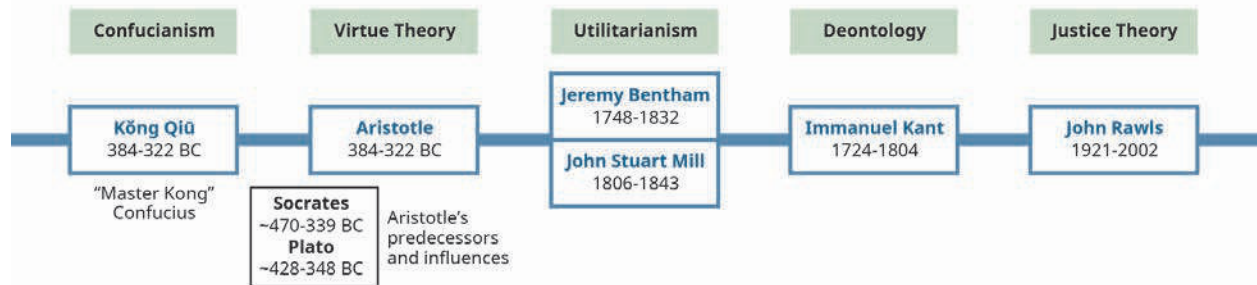 Confucianism
Virtue Theory
Utilitarianism
Deontology
Justice Theory
Kǒng Qiū
384-322 BC
"Master Kong"
Confucius
Aristotle
384-322 BC
Socrates
~470-339 BC
Plato
~428-348 BC
Aristotle's
predecessors
and influences
Jeremy Bentham
1748-1832
John Stuart Mill
1806-1843
Immanuel Kant
1724-1804
John Rawls
1921-2002